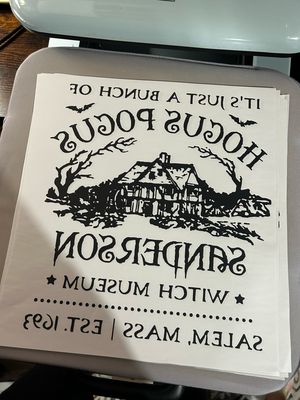 IT'S JUST A BUNCH OF
HOCUS POCUS
SANDERSON
★ WITCH MUSEUM ★
SALEM, MASS | EST. 1693